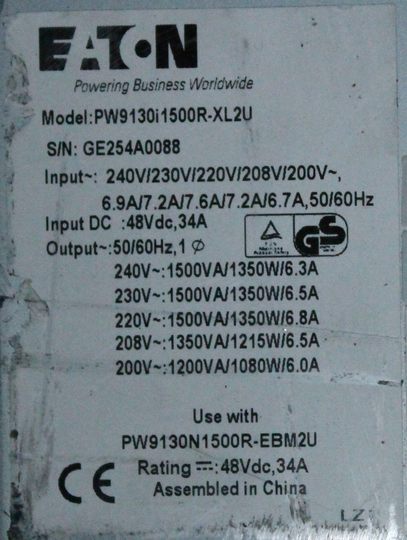 EATON
Powering Business Worldwide
Model:PW9130i1500R-XL2U
S/N: GE254A0088
Input~: 240V/230V/220V/208V/200V~,
6.9A/7.2A/7.6A/7.2A/6.7A,50/60Hz
Input DC :48Vdc,34A
Output~:50/60Hz,1 ϕ
GS
240V~:1500VA/1350W/6.3A
230V~:1500VA/1350W/6.5A
220V~:1500VA/1350W/6.8A
208V~:1350VA/1215W/6.5A
200V~:1200VA/1080W/6.0A
Use with
PW9130N1500R-EBM2U
CE
Rating ⎓:48Vdc,34A
Assembled in China
LZ